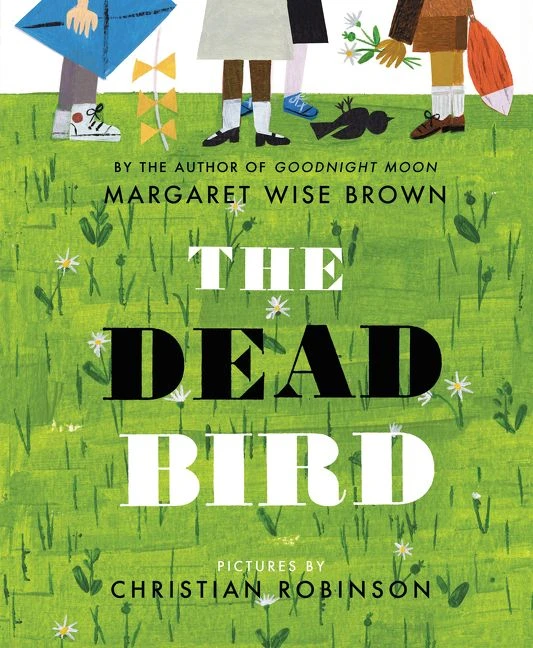 BY THE AUTHOR OF GOODNIGHT MOON
MARGARET WISE BROWN
THE
DEAD
BIRD
PICTURES BY
CHRISTIAN ROBINSON